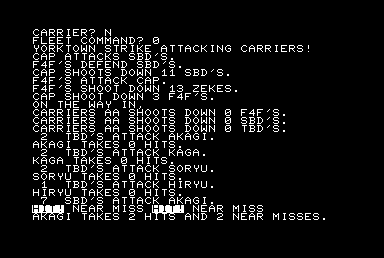 CARRIER? N
FLEET COMMAND? 0
YORKTOWN STRIKE ATTACKING CARRIERS!
CAP ATTACKS SBD'S.
F4F'S DEFEND SBD'S.
CAP SHOOTS DOWN 11 SBD'S.
F4F'S ATTACK CAP.
F4F'S SHOOT DOWN 13 ZEKES.
CAP SHOOT DOWN 3 F4F'S.
ON THE WAY IN,
CARRIERS AA SHOOTS DOWN 0 F4F'S.
CARRIERS AA SHOOTS DOWN 0 SBD'S.
CARRIERS AA SHOOTS DOWN 0 TBD'S.
2 TBD'S ATTACK AKAGI.
AKAGI TAKES 0 HITS.
2 TBD'S ATTACK KAGA.
KAGA TAKES 0 HITS.
2 TBD'S ATTACK SORYU.
SORYU TAKES 0 HITS.
1 TBD'S ATTACK HIRYU.
HIRYU TAKES 0 HITS.
7 SBD'S ATTACK AKAGI.
HIT! NEAR MISS HIT! NEAR MISS
AKAGI TAKES 2 HITS AND 2 NEAR MISSES.